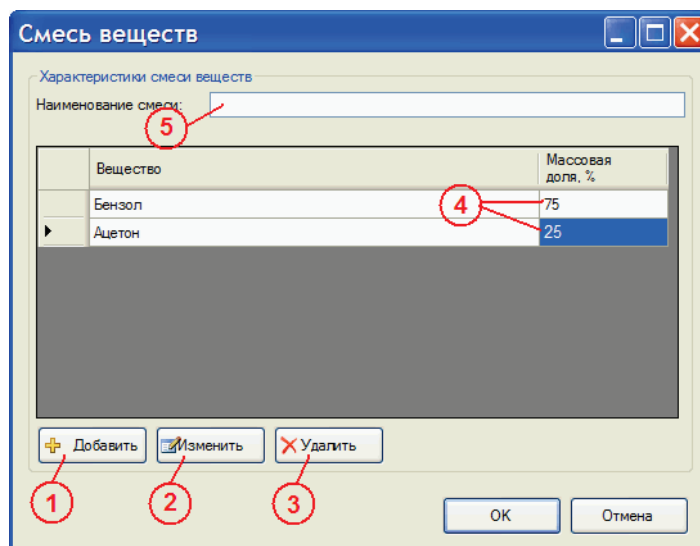 Смесь веществ
Характеристики смеси веществ
Наименование смеси:
5
Вещество
Массовая
доля, %
Бензол
75
4
Ацетон
25
Добавить
Изменить
Удалить
1
2
3
OK
Отмена